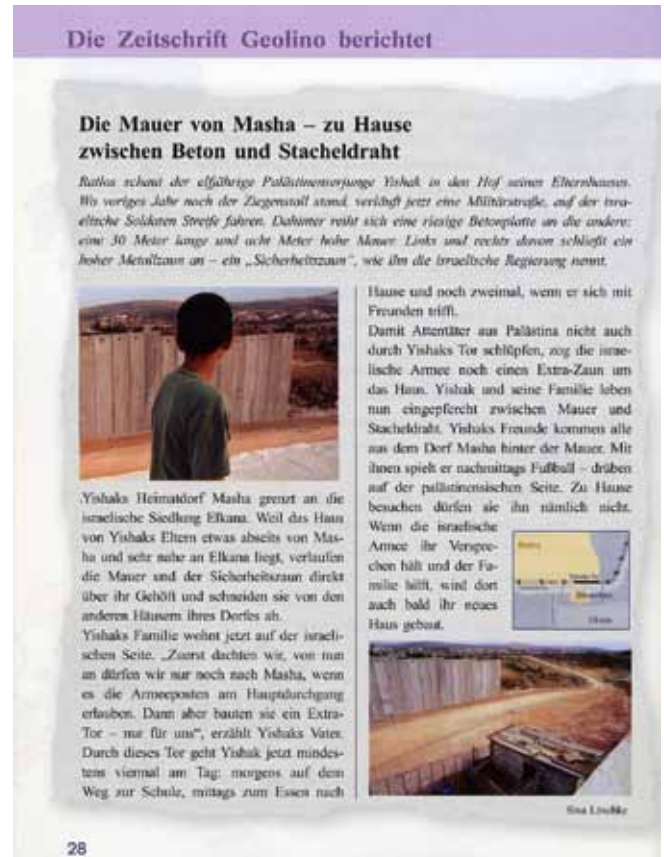 Die Zeitschrift Geolino berichtet
Die Mauer von Masha – zu Hause
zwischen Beton und Stacheldraht
Ratlos schaut der elfjährige Palästinenserjunge Yishak in den Hof seines Elternhauses.
Wo voriges Jahr noch der Ziegenstall stand, verläuft jetzt eine Militärstraße, auf der isra-
elische Soldaten Streife fahren. Dahinter reiht sich eine riesige Betonplatte an die andere:
eine 30 Meter lange und acht Meter hohe Mauer. Links und rechts davon schließt ein
hoher Metallzaun an – ein „Sicherheitszaun“, wie ihn die israelische Regierung nennt.
Yishaks Heimatdorf Masha grenzt an die
israelische Siedlung Elkana. Weil das Haus
von Yishaks Eltern etwas abseits von Mas-
ha und sehr nahe an Elkana liegt, verlaufen
die Mauer und der Sicherheitszaun direkt
über ihr Gehöft und schneiden sie von den
anderen Häusern ihres Dorfes ab.
Yishaks Familie wohnt jetzt auf der israeli-
schen Seite. „Zuerst dachten wir, von nun
an dürfen wir nur noch nach Masha, wenn
es die Armeeposten am Hauptdurchgang
erlauben. Dann aber bauten sie ein Extra-
Tor – nur für uns“, erzählt Yishaks Vater.
Durch dieses Tor geht Yishak jetzt mindes-
tens viermal am Tag: morgens auf dem
Weg zur Schule, mittags zum Essen nach
Hause und noch zweimal, wenn er sich mit
Freunden trifft.
Damit Attentäter aus Palästina nicht auch
durch Yishaks Tor schlüpfen, zog die israe-
lische Armee noch einen Extra-Zaun um
das Haus. Yishak und seine Familie leben
nun eingepfercht zwischen Mauer und
Stacheldraht. Yishaks Freunde kommen alle
aus dem Dorf Masha hinter der Mauer. Mit
ihnen spielt er nachmittags Fußball – drüben
auf der palästinensischen Seite. Zu Hause
besuchen dürfen sie ihn nämlich nicht.
Wenn die israelische
Armee ihr Verspre-
chen hält und der Fa-
milie hilft, wird dort
auch bald ihr neues
Haus gebaut.
28